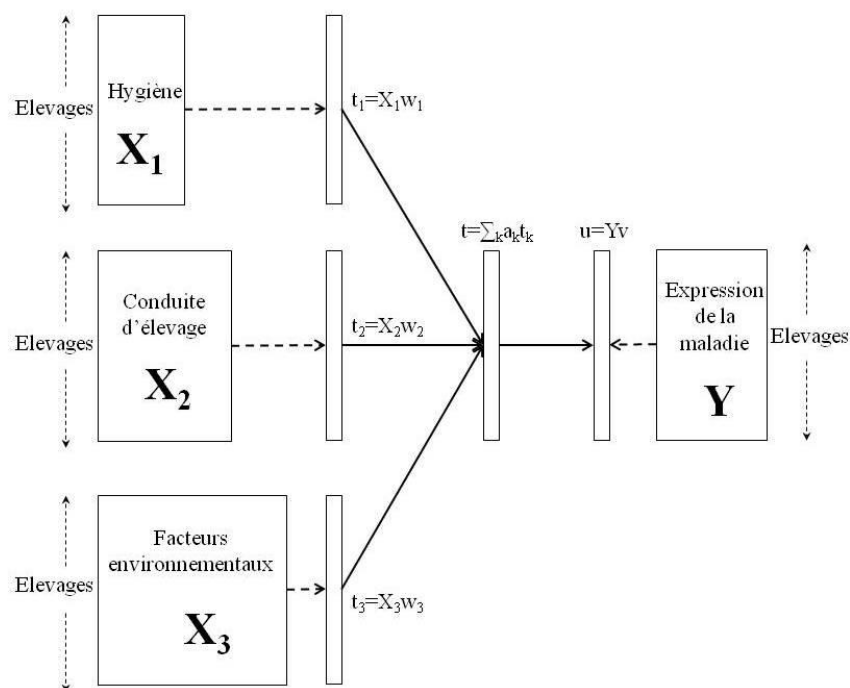 Hygiène
Elevages
X₁
t₁=X₁w₁
t=∑ₖaₖtₖ
u=Yv
Conduite
d'élevage
Elevages
X₂
t₂=X₂w₂
Expression
de la
maladie
Elevages
Y
Facteurs
environnementaux
Elevages
X₃
t₃=X₃w₃